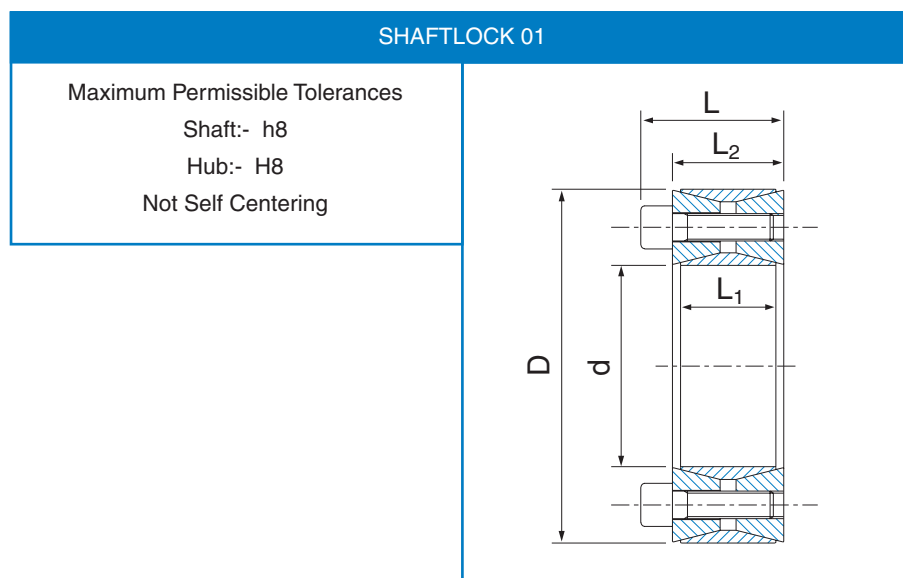 SHAFTLOCK 01
Maximum Permissible Tolerances
Shaft:- h8
Hub:- H8
Not Self Centering
L
L₂
L₁
D
d